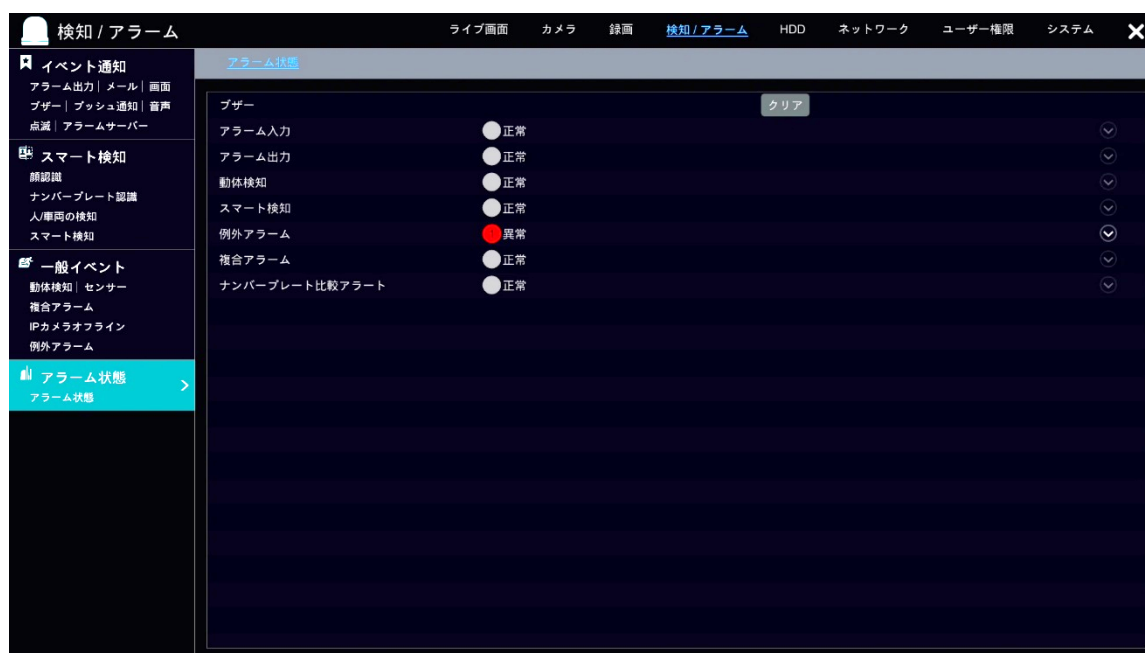 検知 / アラーム
ライブ画面 カメラ 録画 検知 / アラーム HDD ネットワーク ユーザー権限 システム
イベント通知
アラーム出力 | メール | 画面
ブザー | プッシュ通知 | 音声
点滅 | アラームサーバー
スマート検知
顔認識
ナンバープレート認識
人/車両の検知
スマート検知
一般イベント
動体検知 | センサー
複合アラーム
IPカメラオフライン
例外アラーム
アラーム状態
アラーム状態
アラーム状態
ブザー クリア
アラーム入力 正常
アラーム出力 正常
動体検知 正常
スマート検知 正常
例外アラーム 異常
複合アラーム 正常
ナンバープレート比較アラート 正常